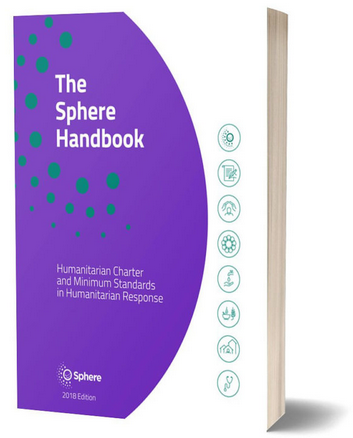 The
Sphere
Handbook
Humanitarian Charter
and Minimum Standards
in Humanitarian Response
Sphere
2018 Edition